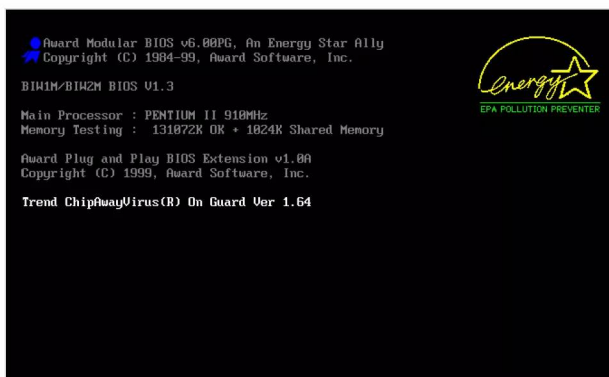 Award Modular BIOS v6.00PG, An Energy Star Ally
Copyright (C) 1984-99, Award Software, Inc.
BIW1M/BIW2M BIOS V1.3
Main Processor : PENTIUM II 910MHz
Memory Testing : 131072K OK + 1024K Shared Memory
Award Plug and Play BIOS Extension v1.0A
Copyright (C) 1999, Award Software, Inc.
Trend ChipAwayVirus(R) On Guard Ver 1.64
energy
EPA POLLUTION PREVENTER